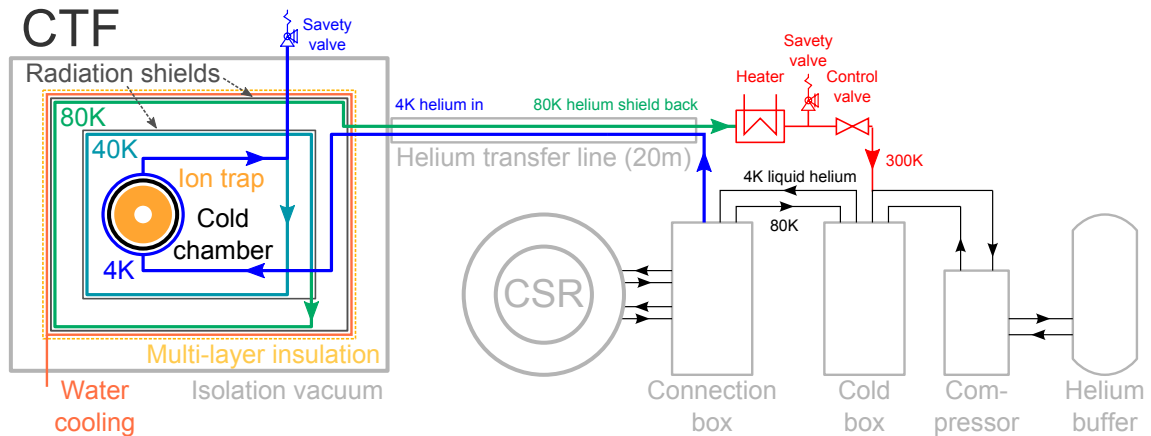 CTF
Savety
valve
Radiation shields
80K
40K
Ion trap
Cold
chamber
4K
Multi-layer insulation
Isolation vacuum
Water
cooling
4K helium in
80K helium shield back
Helium transfer line (20m)
Heater
Savety
valve
Control
valve
300K
4K liquid helium
80K
CSR
Connection
box
Cold
box
Com-
pressor
Helium
buffer